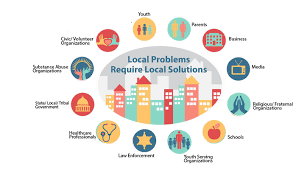 Youth
Parents
Business
Media
Religious/ Fraternal
Organizations
Schools
Youth Serving
Organizations
Law Enforcement
Healthcare
Professionals
State/ Local/ Tribal
Government
Substance Abuse
Organizations
Civic/ Volunteer
Organizations
Local Problems
Require Local Solutions